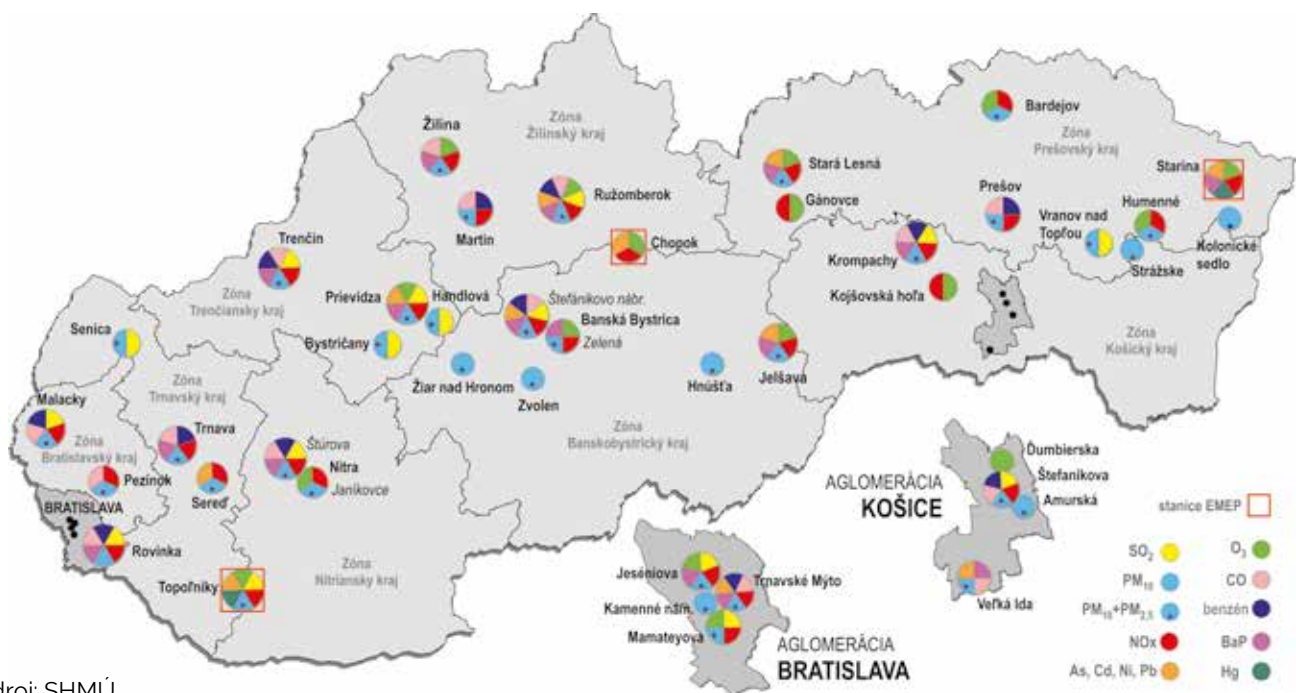 Zóna
Žilinský kraj
Žilina
Martin
Ružomberok
Chopok
Stará Lesná
Gánovce
Bardejov
Zóna
Prešovský kraj
Starina
Prešov
Humenné
Vranov nad
Topľou
Strážske
Kolonické
sedlo
Krompachy
Kojšovská hoľa
Zóna
Košický kraj
Trenčín
Zóna
Trenčiansky kraj
Prievidza
Handlová
Bystričany
Štefánikovo nábr.
Banská Bystrica
Zelená
Žiar nad Hronom
Zvolen
Hnúšťa
Jelšava
Zóna
Banskobystrický kraj
Senica
Zóna
Trnavský kraj
Malacky
Zóna
Bratislavský kraj
Trnava
Pezinok
Sereď
BRATISLAVA
Rovinka
Topoľníky
Štúrova
Nitra
Janíkovce
Zóna
Nitriansky kraj
Jeséniova
Trnavské Mýto
Kamenné nám.
Mamateyová
AGLOMERÁCIA
BRATISLAVA
AGLOMERÁCIA
KOŠICE
Ďumbierska
Štefánikova
Amurská
Veľká Ida
stanice EMEP
SO2
O3
PM10
CO
PM10+PM2,5
benzén
NOx
BaP
As, Cd, Ni, Pb
Hg
droj: SHMÚ